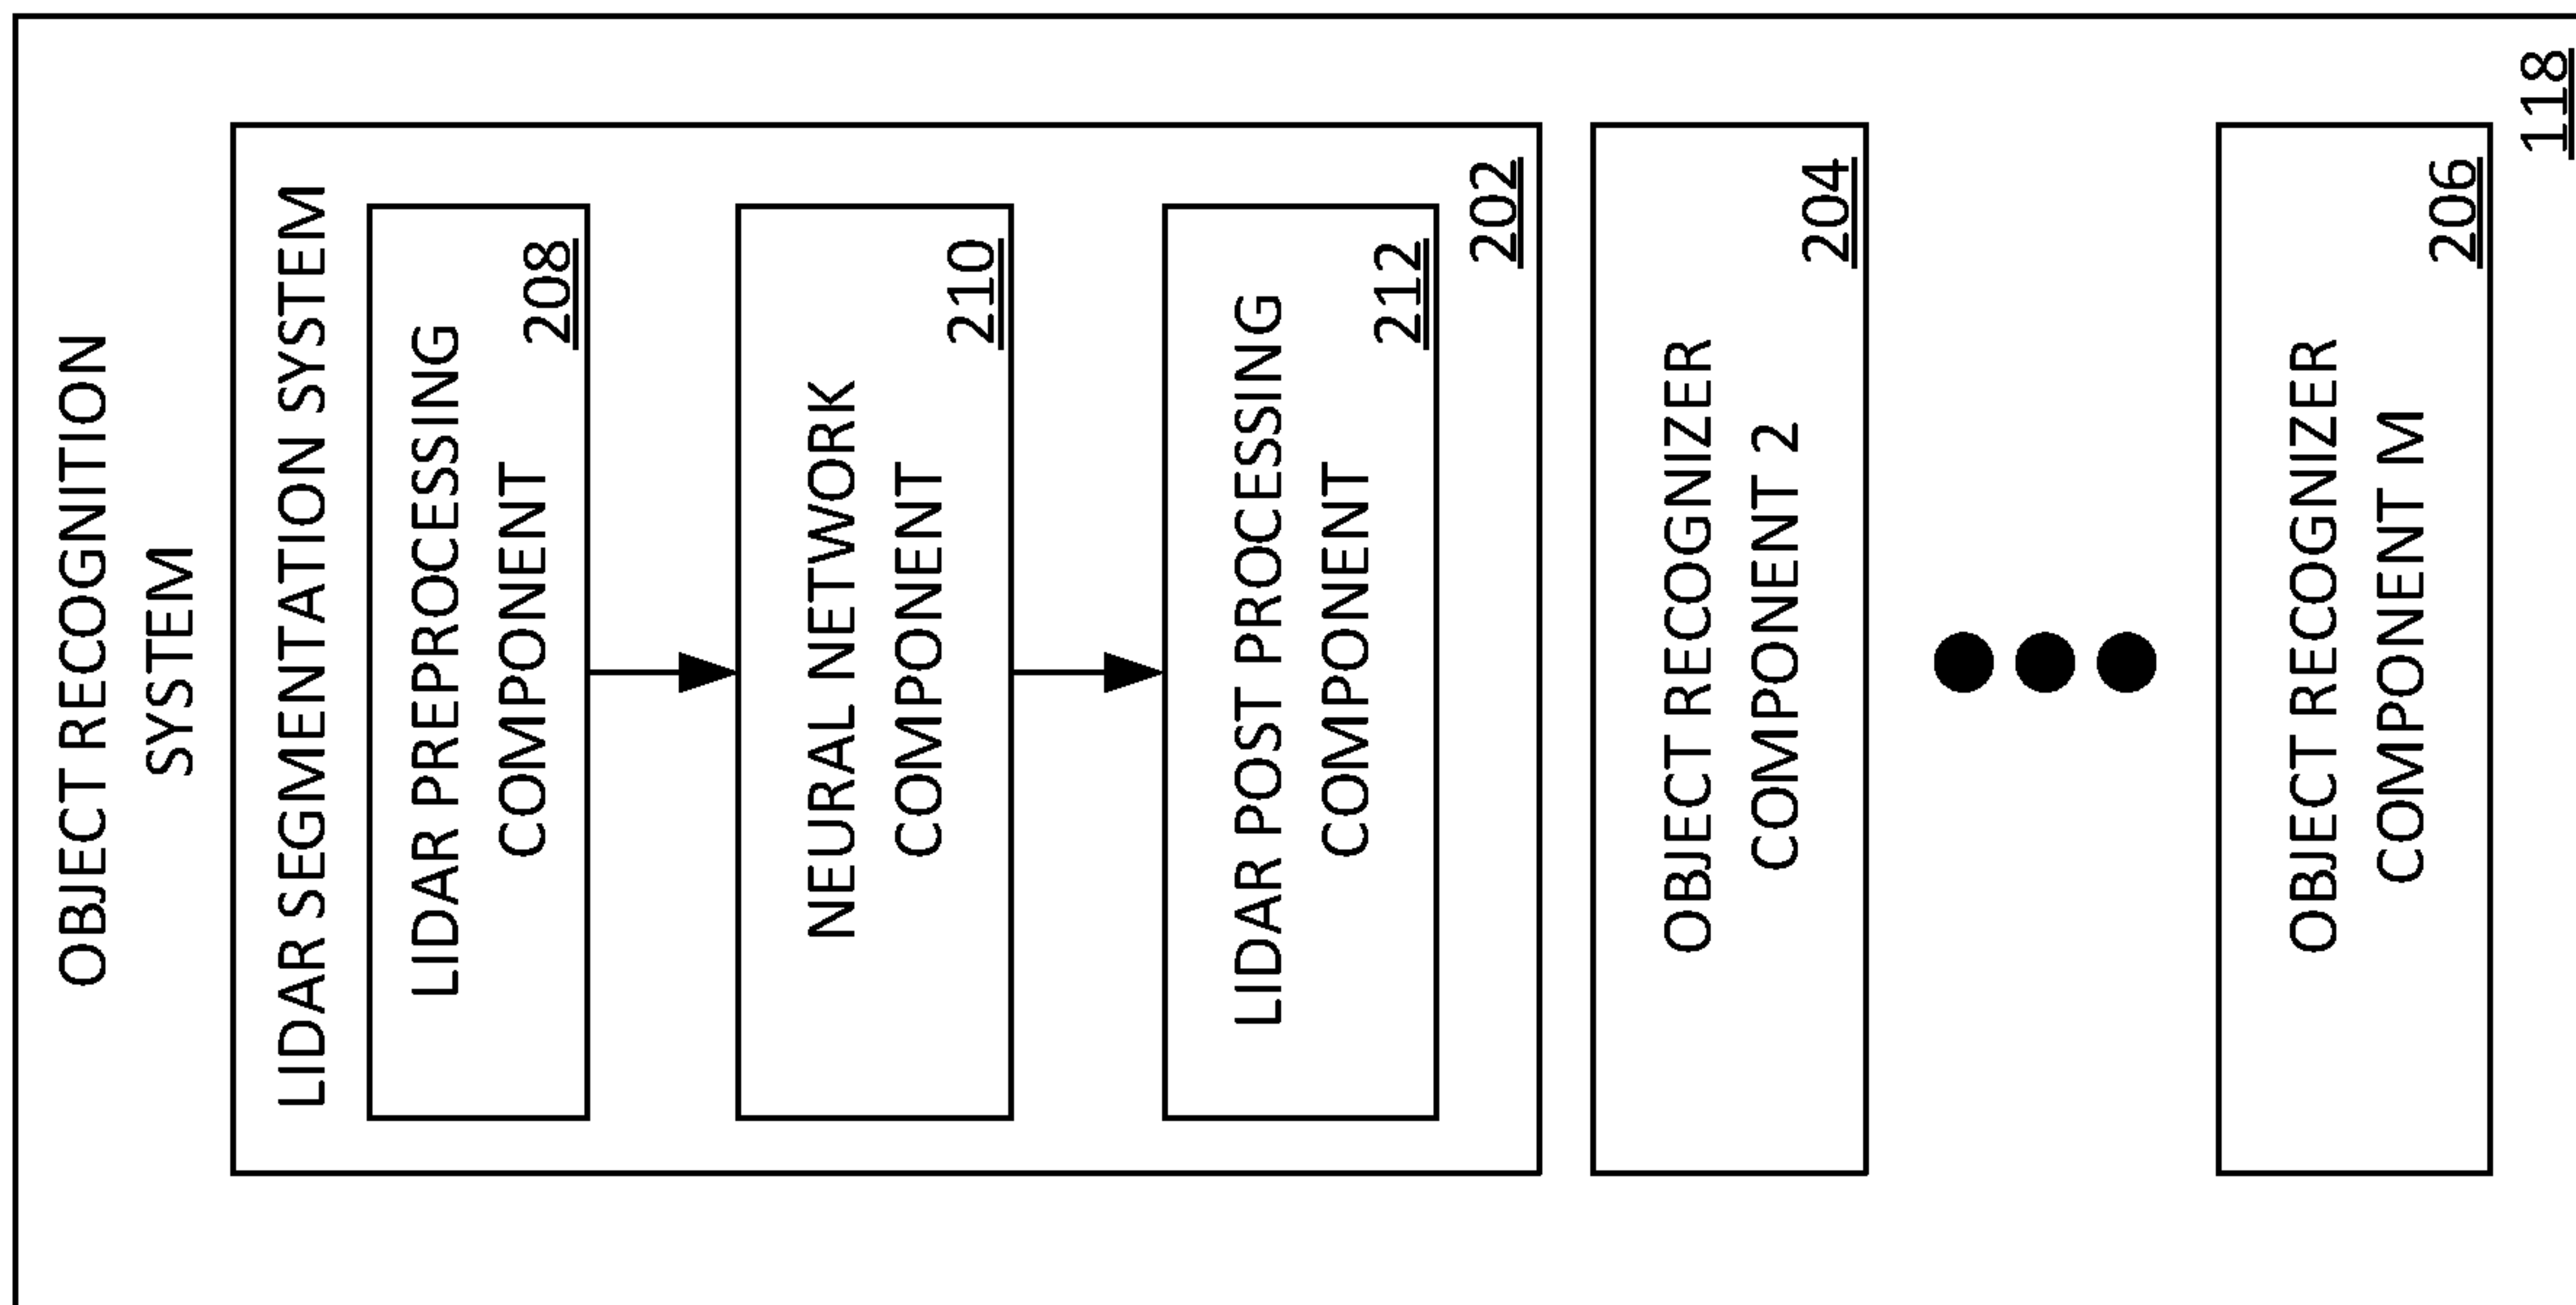 OBJECT RECOGNITION
SYSTEM
LIDAR SEGMENTATION SYSTEM
LIDAR PREPROCESSING
COMPONENT
208
NEURAL NETWORK
COMPONENT
210
LIDAR POST PROCESSING
COMPONENT
212
202
OBJECT RECOGNIZER
COMPONENT 2
204
OBJECT RECOGNIZER
COMPONENT M
206
118